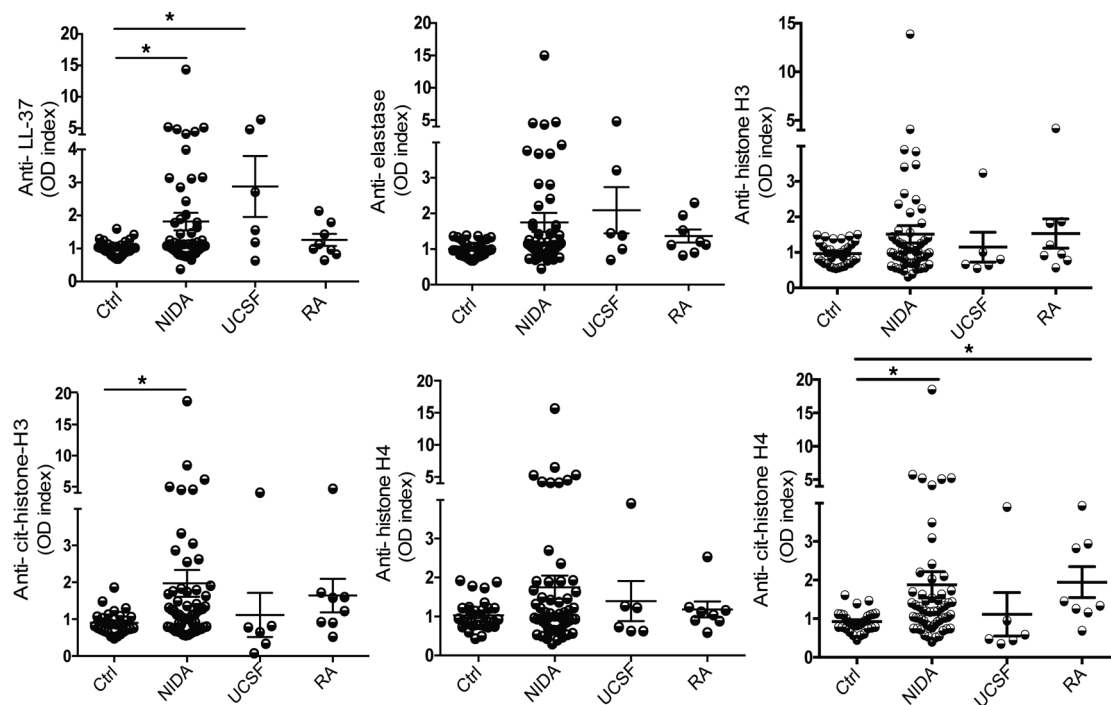 *
*
20
15
10
5
4
3
2
1
0
Anti- LL-37
(OD index)
Ctrl
NIDA
UCSF
RA
20
15
10
5
3
2
1
0
Anti- elastase
(OD index)
Ctrl
NIDA
UCSF
RA
15
10
5
3
2
1
0
Anti- histone H3
(OD index)
Ctrl
NIDA
UCSF
RA
*
20
15
10
5
3
2
1
0
Anti- cit-histone-H3
(OD index)
Ctrl
NIDA
UCSF
RA
20
15
10
5
3
2
1
0
Anti- histone H4
(OD index)
Ctrl
NIDA
UCSF
RA
*
*
20
15
10
5
3
2
1
0
Anti- cit-histone H4
(OD index)
Ctrl
NIDA
UCSF
RA